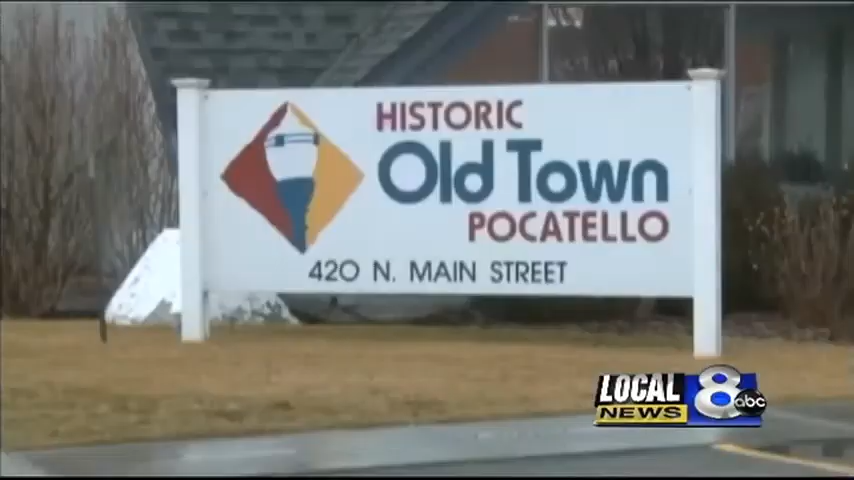 HISTORIC
Old Town
POCATELLO
420 N. MAIN STREET
LOCAL
NEWS
8
abc